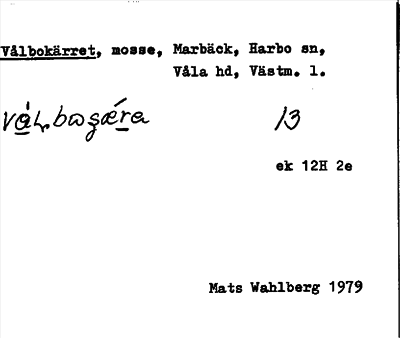 Vålbokärret, mosse, Marbäck, Harbo sn,
Våla hd, Västm. l.
13
ek 12H 2e
Mats Wahlberg 1979